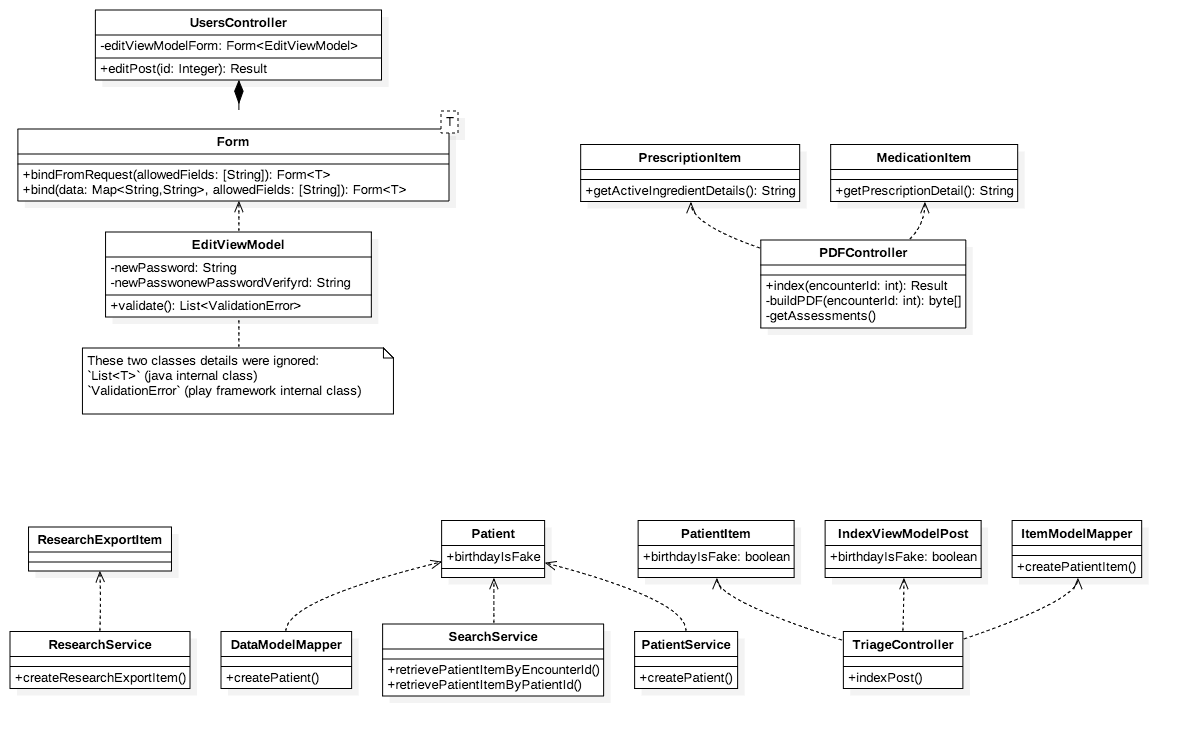 UsersController
-editViewModelForm: Form<EditViewModel>
+editPost(id: Integer): Result
T
Form
+bindFromRequest(allowedFields: [String]): Form<T>
+bind(data: Map<String,String>, allowedFields: [String]): Form<T>
EditViewModel
-newPassword: String
-newPasswonewPasswordVerifyrd: String
+validate(): List<ValidationError>
These two classes details were ignored:
`List<T>` (java internal class)
`ValidationError` (play framework internal class)
PrescriptionItem
+getActiveIngredientDetails(): String
MedicationItem
+getPrescriptionDetail(): String
PDFController
+index(encounterId: int): Result
-buildPDF(encounterId: int): byte[]
-getAssessments()
ResearchExportItem
ResearchService
+createResearchExportItem()
Patient
+birthdayIsFake
DataModelMapper
+createPatient()
SearchService
+retrievePatientItemByEncounterId()
+retrievePatientItemByPatientId()
PatientService
+createPatient()
PatientItem
+birthdayIsFake: boolean
IndexViewModelPost
+birthdayIsFake: boolean
ItemModelMapper
+createPatientItem()
TriageController
+indexPost()